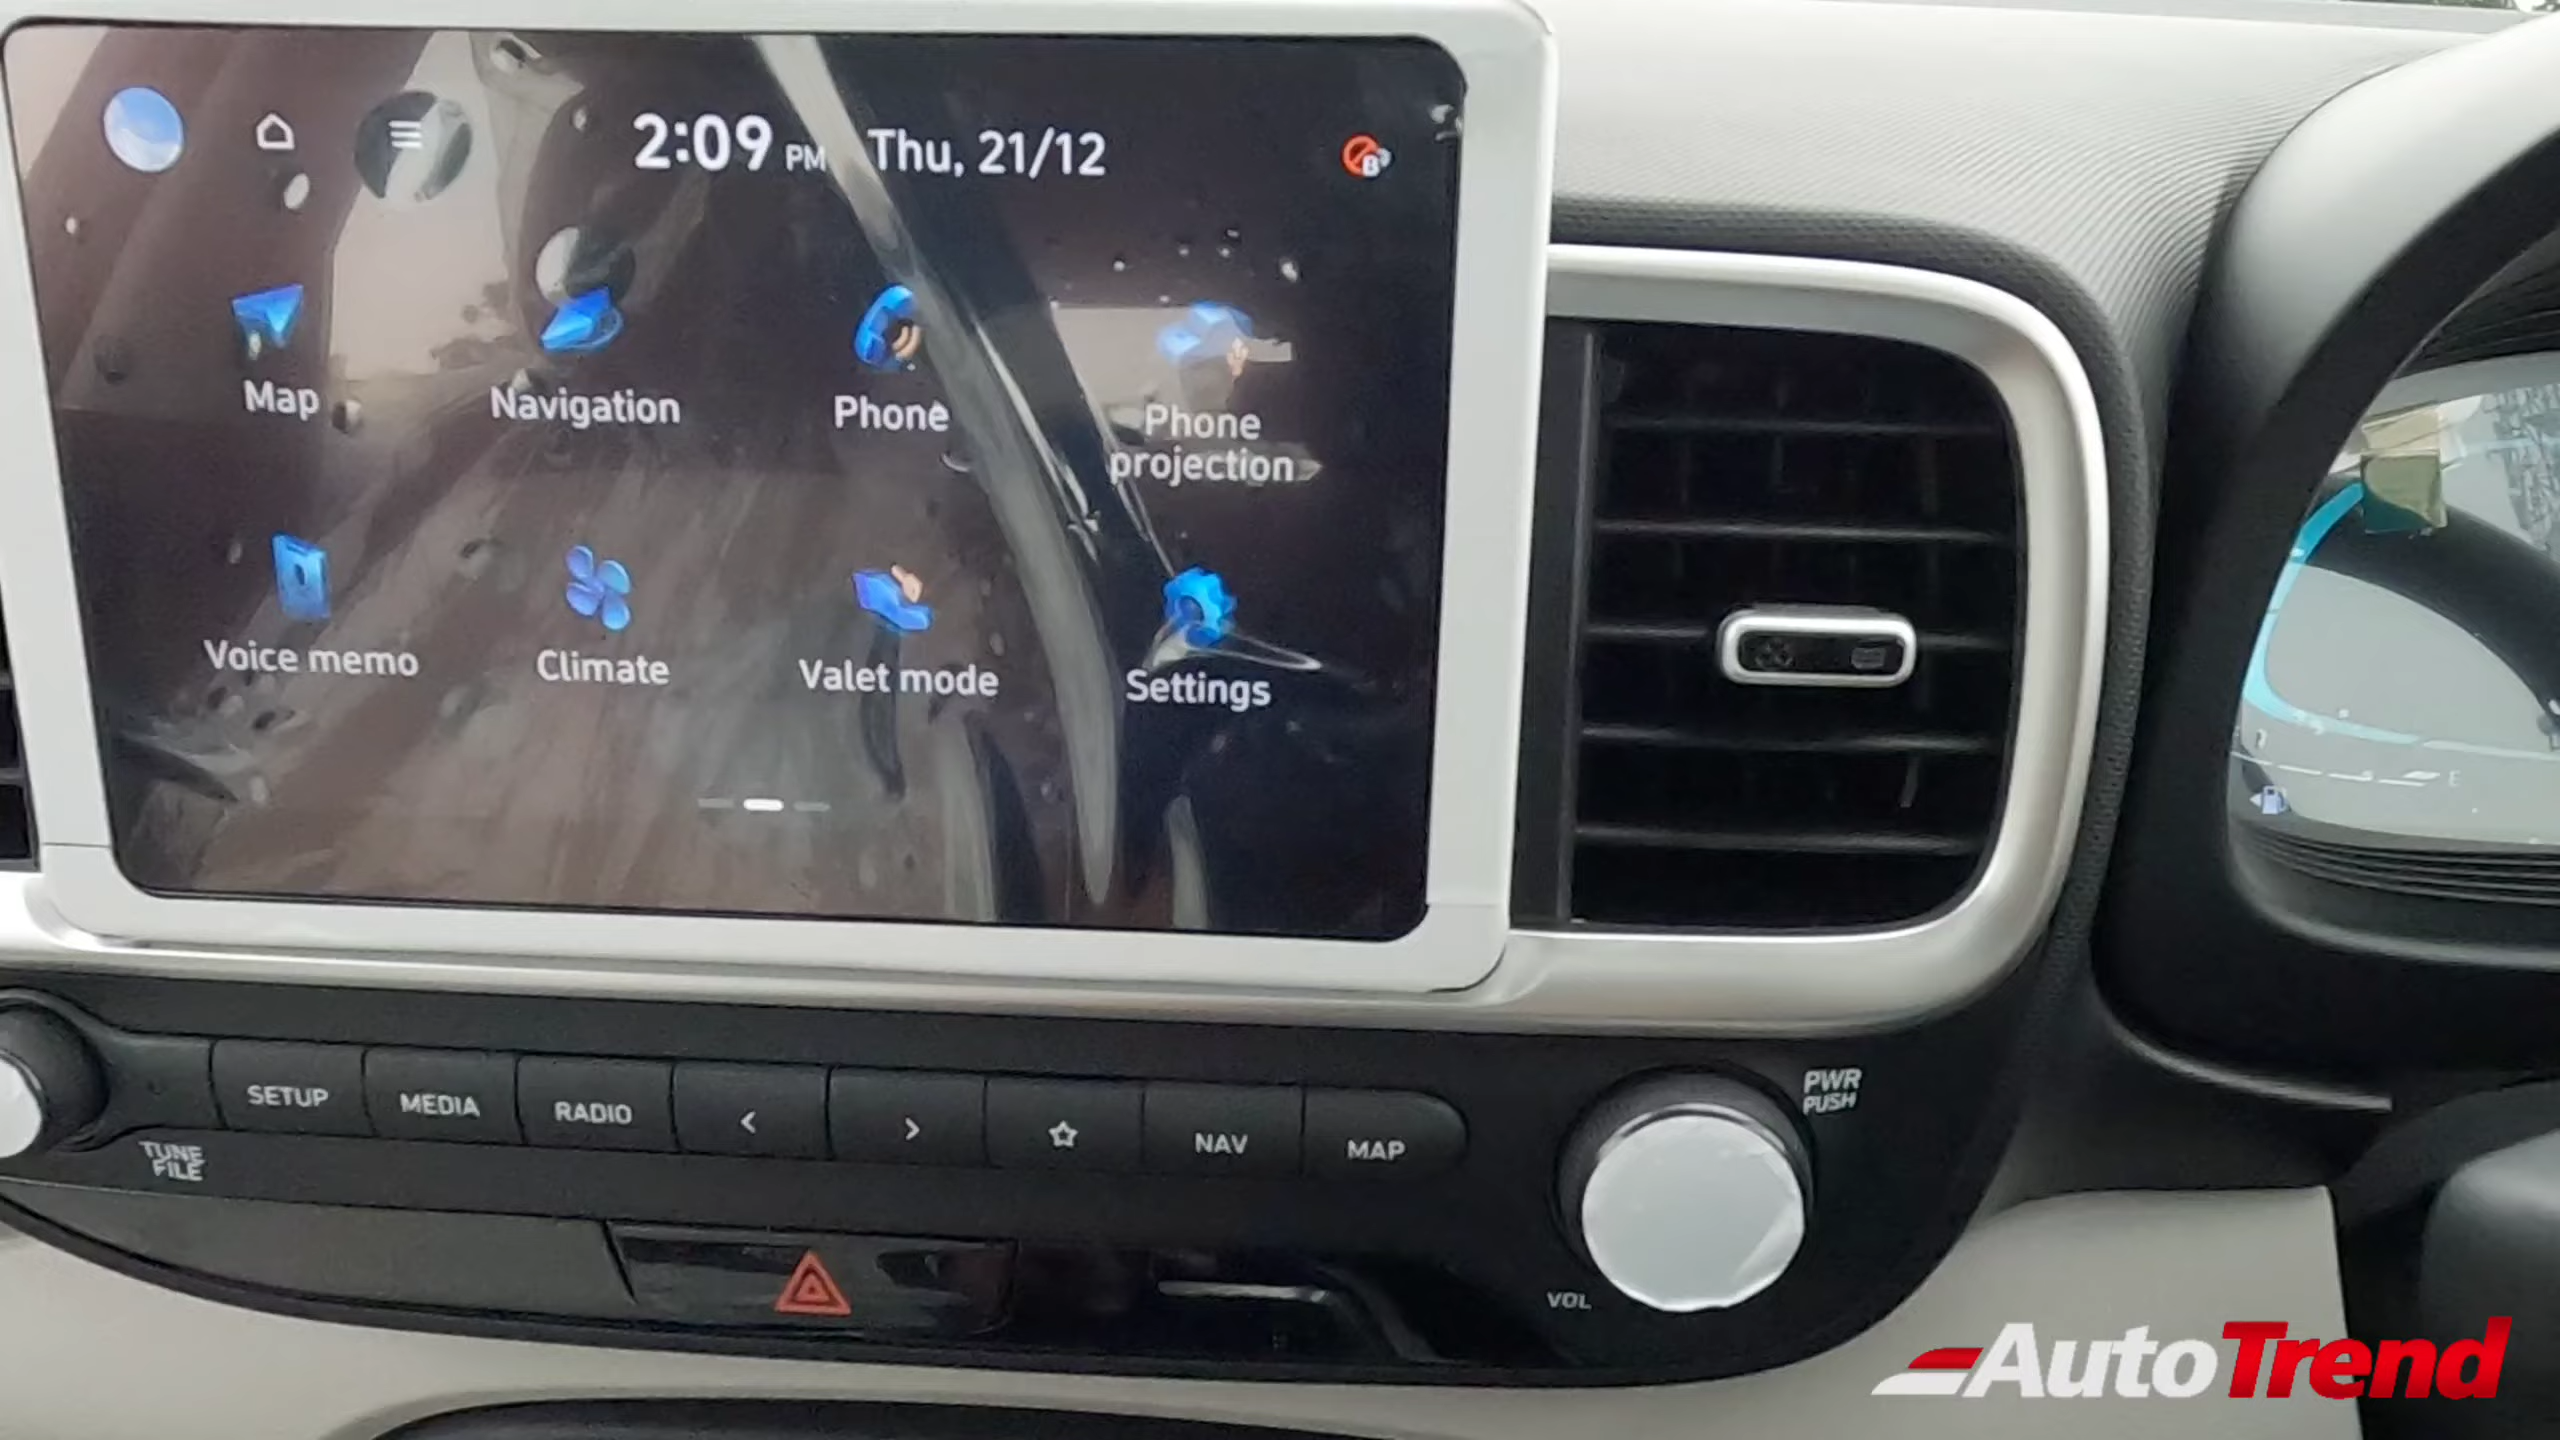 2:09 PM Thu, 21/12
Map Navigation Phone Phone projection
Voice memo Climate Valet mode Settings
SETUP MEDIA RADIO < > ☆ NAV MAP
TUNE
FILE
PWR
PUSH
VOL
E
AutoTrend